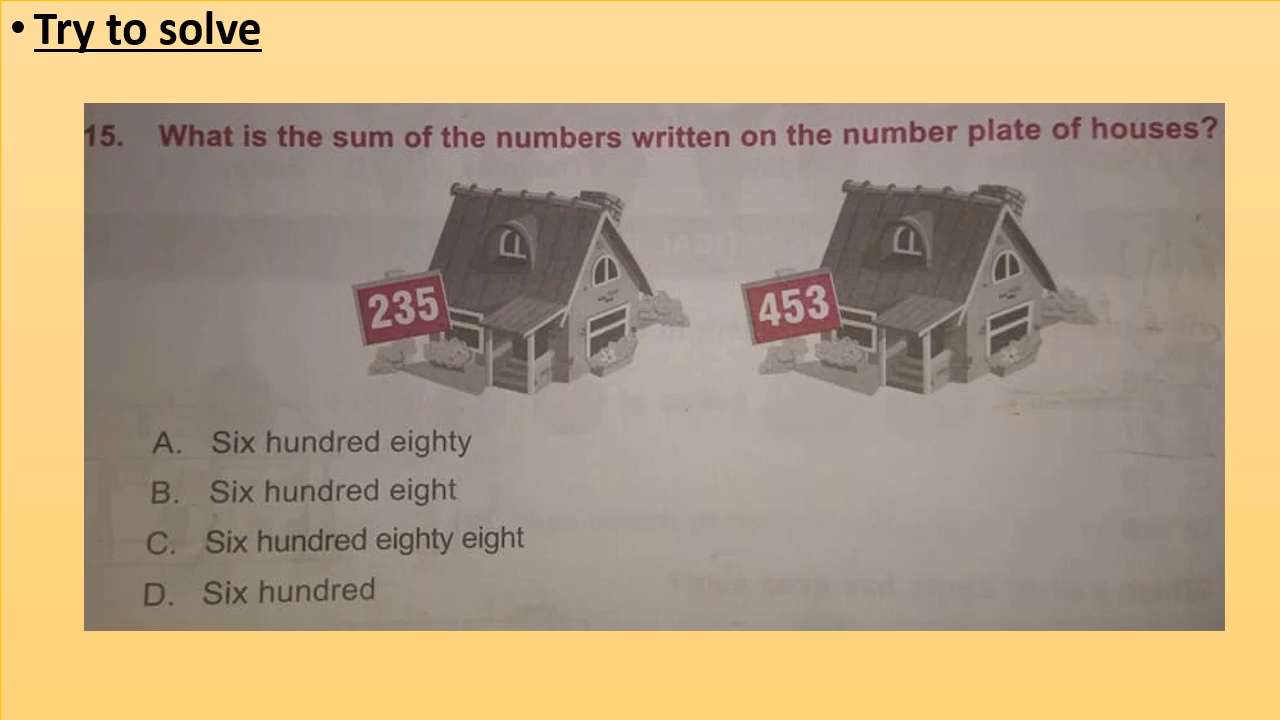 • Try to solve
15. What is the sum of the numbers written on the number plate of houses?
235 453
A. Six hundred eighty
B. Six hundred eight
C. Six hundred eighty eight
D. Six hundred